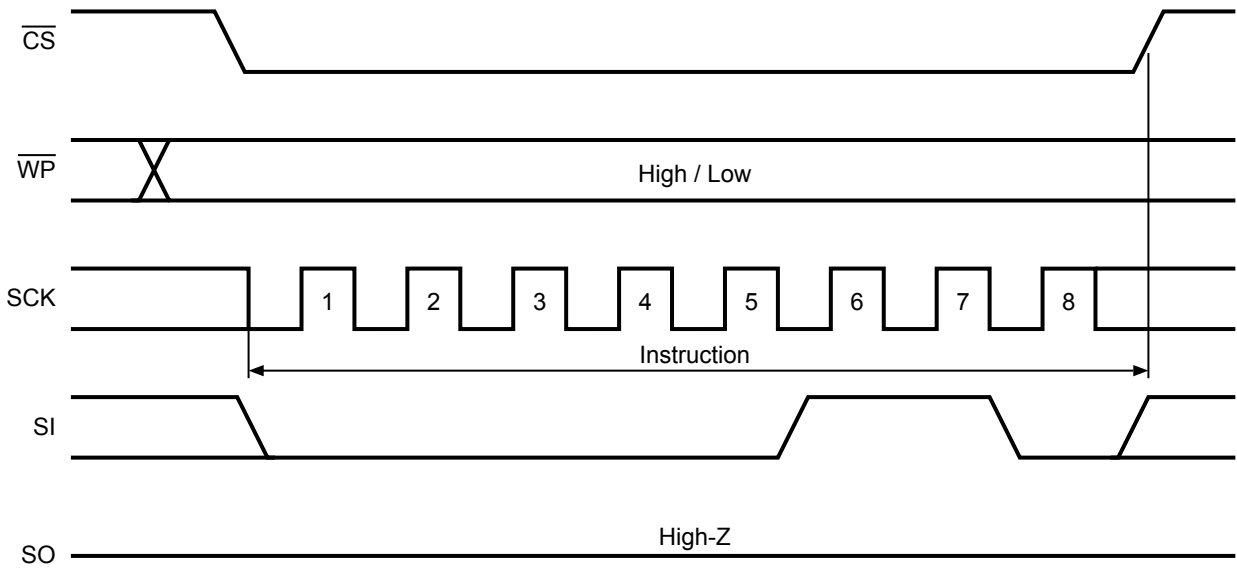 CS
WP
High / Low
SCK
1 2 3 4 5 6 7 8
Instruction
SI
High-Z
SO